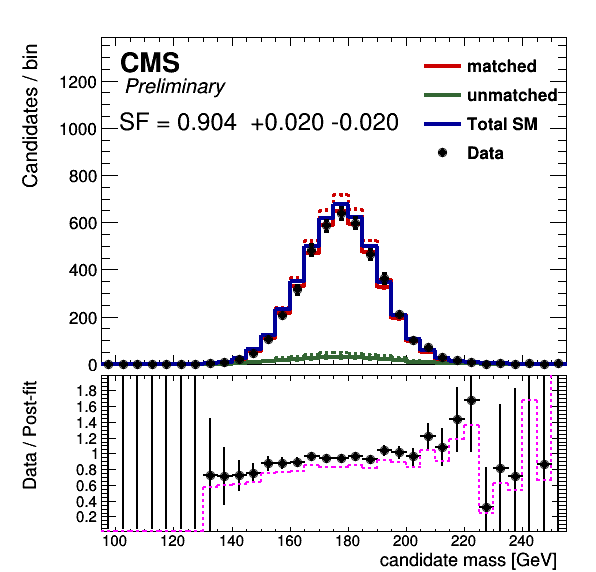 Candidates / bin
CMS
Preliminary
SF = 0.904 +0.020 -0.020
matched
unmatched
Total SM
Data
1200
1000
800
600
400
200
0
Data / Post-fit
1.8
1.6
1.4
1.2
1
0.8
0.6
0.4
0.2
100 120 140 160 180 200 220 240
candidate mass [GeV]